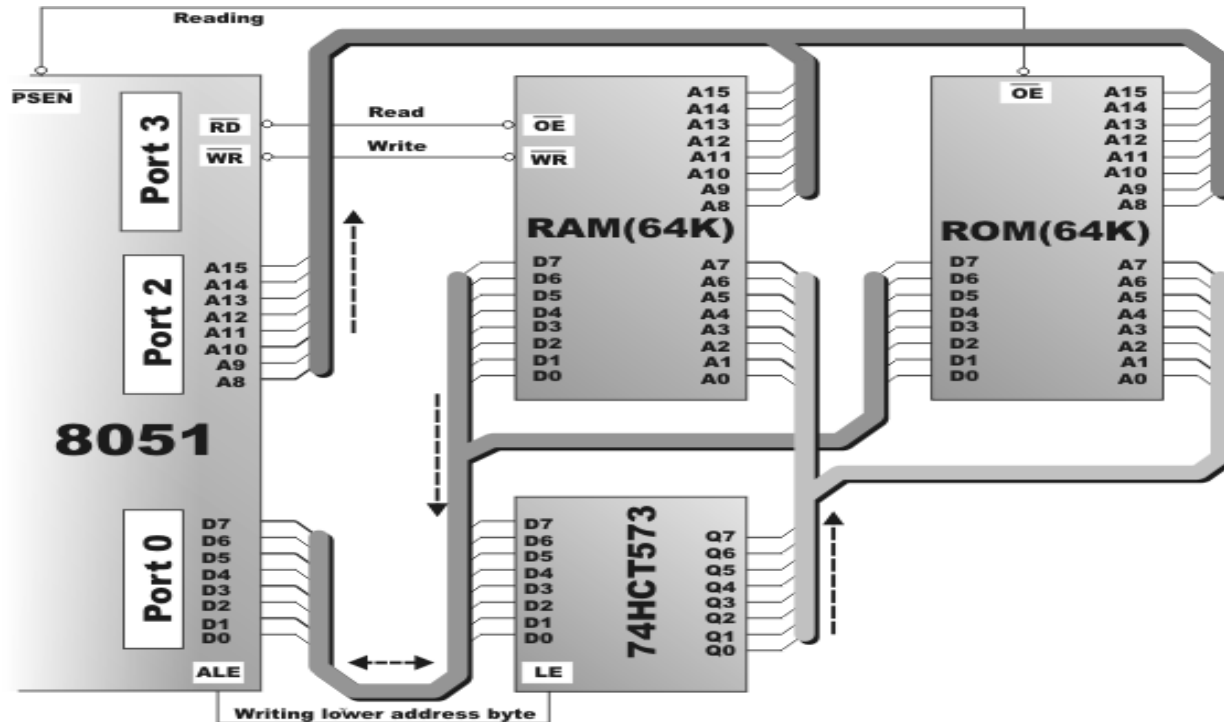 Reading
PSEN
Port 3
RD
WR
Read
Write
OE
WR
A15
A14
A13
A12
A11
A10
A9
A8
RAM(64K)
D7
D6
D5
D4
D3
D2
D1
D0
A7
A6
A5
A4
A3
A2
A1
A0
OE
A15
A14
A13
A12
A11
A10
A9
A8
ROM(64K)
D7
D6
D5
D4
D3
D2
D1
D0
A7
A6
A5
A4
A3
A2
A1
A0
Port 2
A15
A14
A13
A12
A11
A10
A9
A8
8051
Port 0
D7
D6
D5
D4
D3
D2
D1
D0
ALE
D7
D6
D5
D4
D3
D2
D1
D0
74HCT573
Q7
Q6
Q5
Q4
Q3
Q2
Q1
Q0
LE
Writing lower address byte